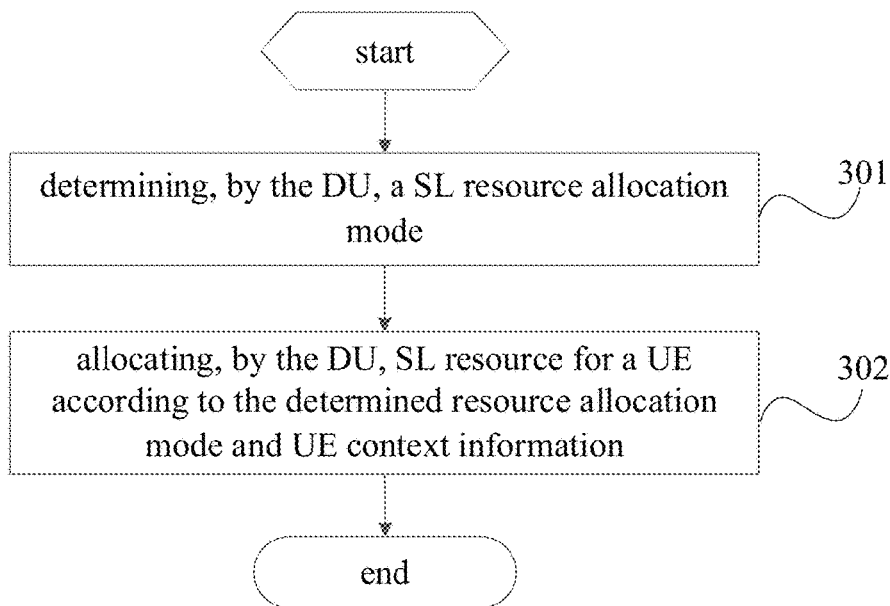 start
determining, by the DU, a SL resource allocation
mode
301
allocating, by the DU, SL resource for a UE
according to the determined resource allocation
mode and UE context information
302
end